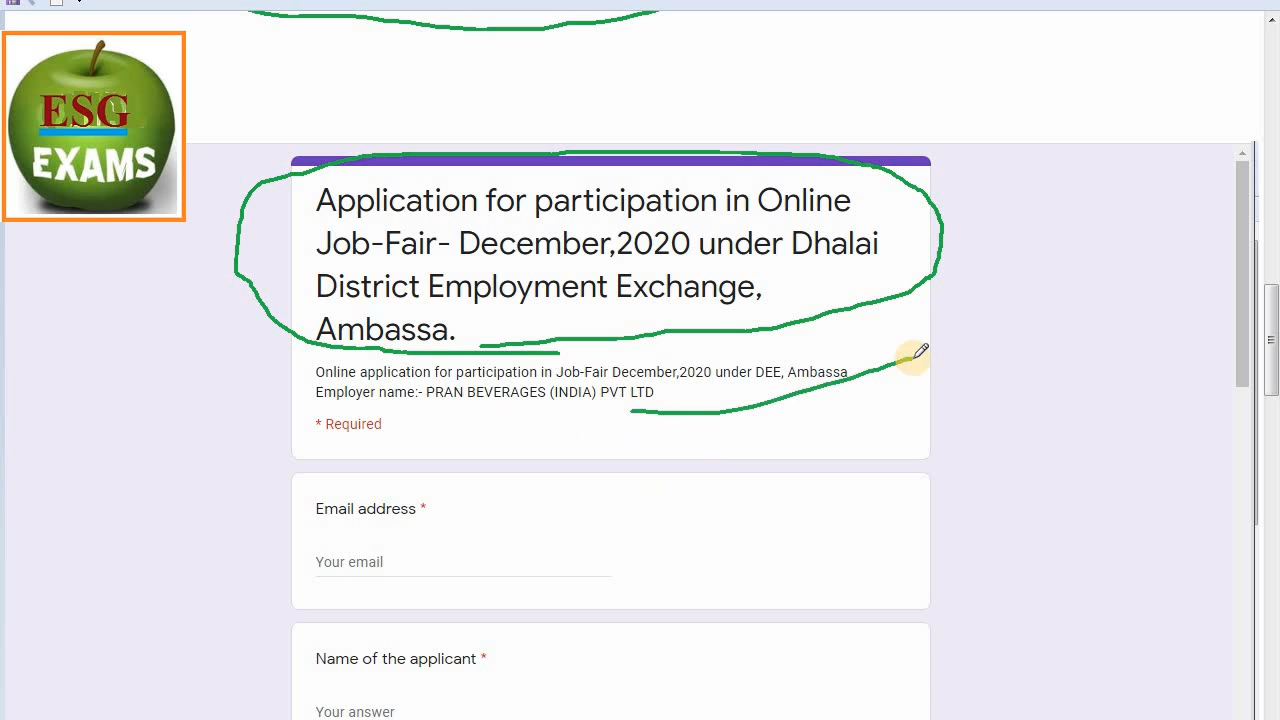 ESG
EXAMS
Application for participation in Online
Job-Fair- December,2020 under Dhalai
District Employment Exchange,
Ambassa.
Online application for participation in Job-Fair December,2020 under DEE, Ambassa
Employer name:- PRAN BEVERAGES (INDIA) PVT LTD
* Required
Email address *
Your email
Name of the applicant *
Your answer